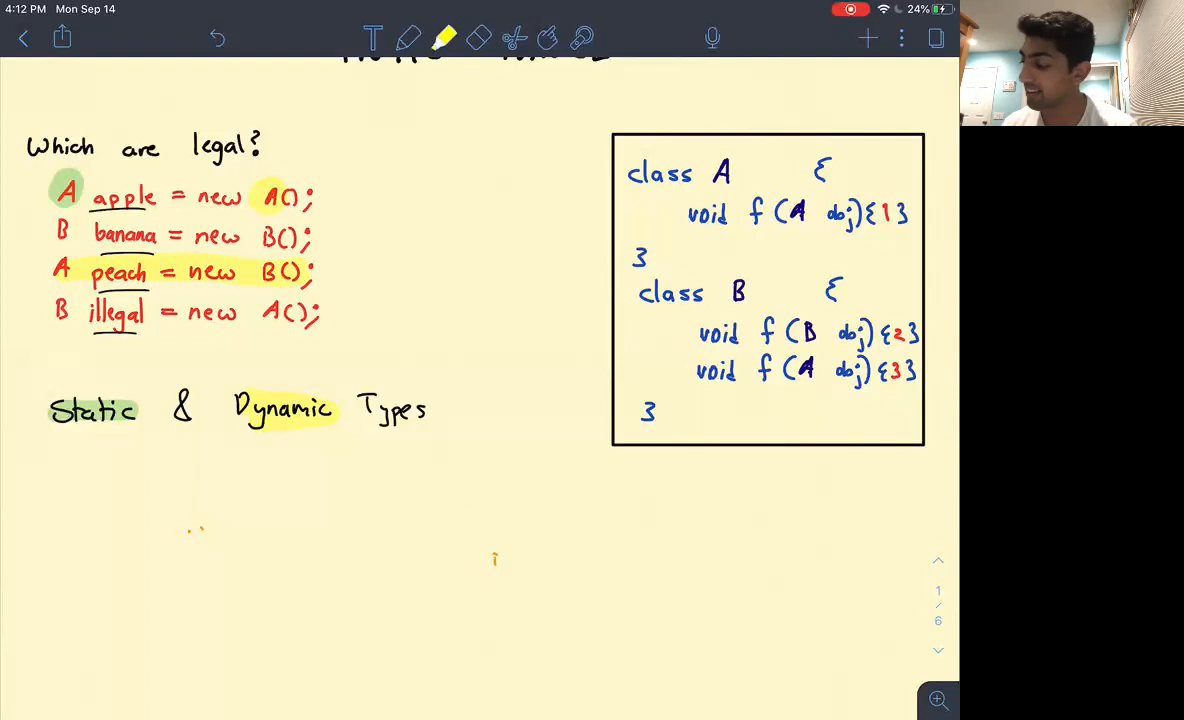 4:12 PM Mon Sep 14
24%
T
Which are legal?
A apple = new A();
B banana = new B();
A peach = new B();
B illegal = new A();
Static & Dynamic Types
class A {
void f (A obj){1}
}
class B {
void f (B obj){2}
void f (A obj){3}
}
1
/
6